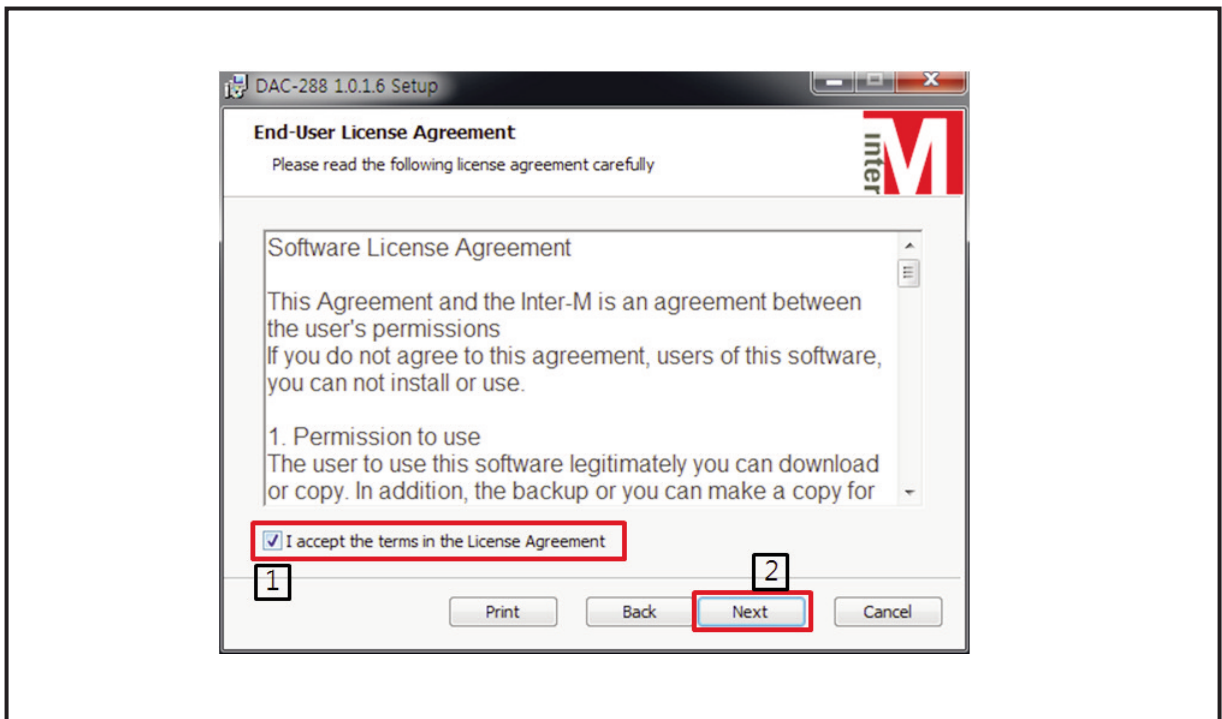 DAC-288 1.0.1.6 Setup
End-User License Agreement
Please read the following license agreement carefully
inter M
Software License Agreement
This Agreement and the Inter-M is an agreement between
the user's permissions
If you do not agree to this agreement, users of this software,
you can not install or use.
1. Permission to use
The user to use this software legitimately you can download
or copy. In addition, the backup or you can make a copy for
I accept the terms in the License Agreement
1
2
Print Back Next Cancel